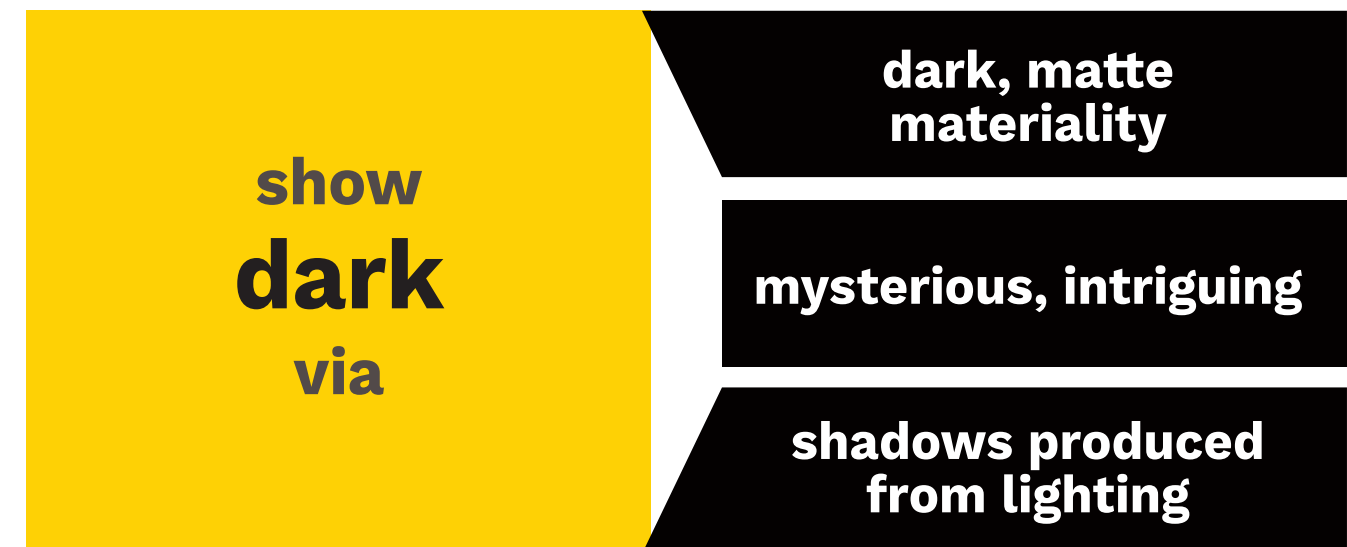 show
dark
via
dark, matte
materiality
mysterious, intriguing
shadows produced
from lighting